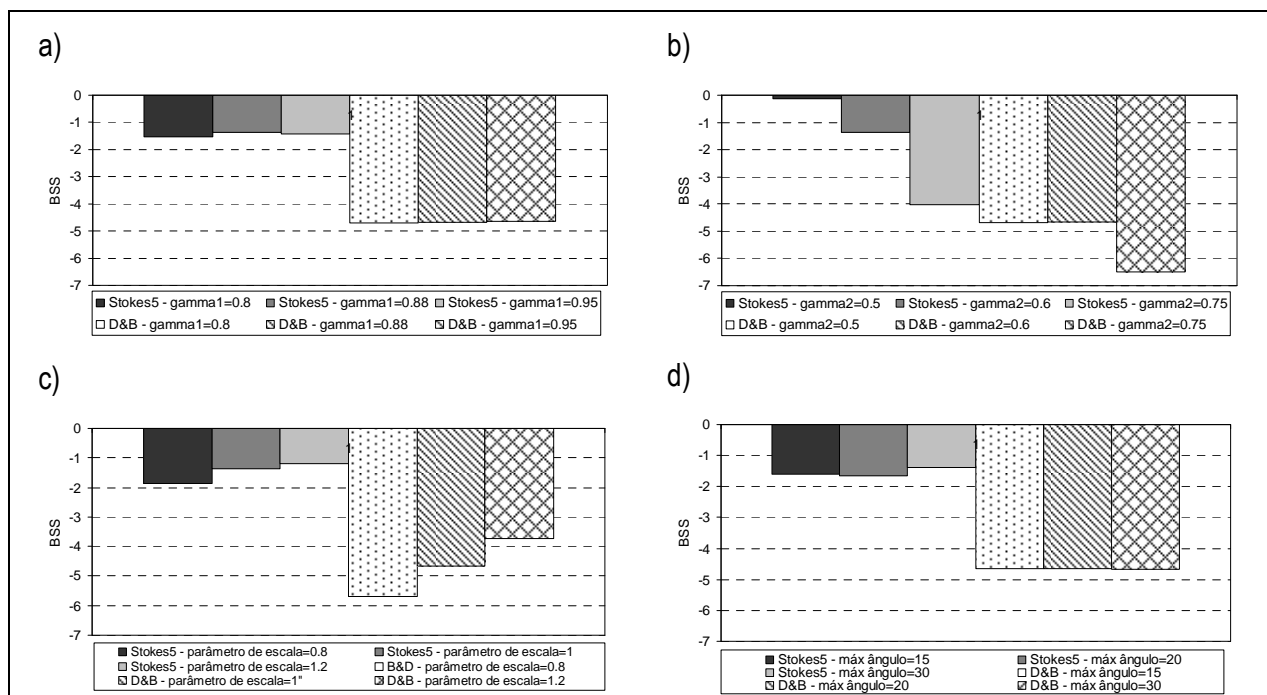 a)
0
-1
-2
-3
-4
-5
-6
-7
BSS
1
Stokes5 - gamma1=0.8 Stokes5 - gamma1=0.88 Stokes5 - gamma1=0.95
D&B - gamma1=0.8 D&B - gamma1=0.88 D&B - gamma1=0.95
b)
0
-1
-2
-3
-4
-5
-6
-7
BSS
1
Stokes5 - gamma2=0.5 Stokes5 - gamma2=0.6 Stokes5 - gamma2=0.75
D&B - gamma2=0.5 D&B - gamma2=0.6 D&B - gamma2=0.75
c)
0
-1
-2
-3
-4
-5
-6
-7
BSS
1
Stokes5 - parâmetro de escala=0.8 Stokes5 - parâmetro de escala=1
Stokes5 - parâmetro de escala=1.2 B&D - parâmetro de escala=0.8
D&B - parâmetro de escala=1" D&B - parâmetro de escala=1.2
d)
0
-1
-2
-3
-4
-5
-6
-7
BSS
1
Stokes5 - máx ângulo=15 Stokes5 - máx ângulo=20
Stokes5 - máx ângulo=30 D&B - máx ângulo=15
D&B - máx ângulo=20 D&B - máx ângulo=30